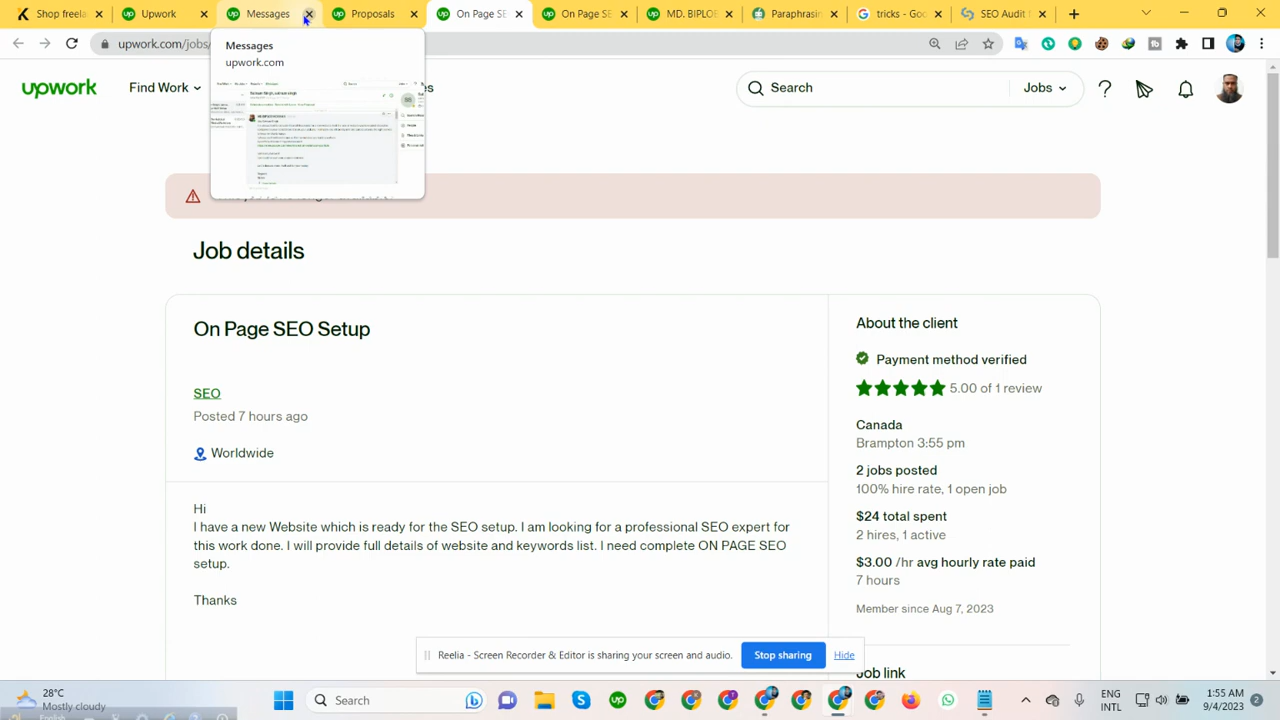 Shop freela
Upwork
Messages
Proposals
On Page SE
On Page SE
MD. BIPLOE
Paraphrasin
tricks - Goo
SEO Audit E
upwork.com/jobs/
Messages
upwork.com
upwork
Find Work
Search
Jobs
Job details
On Page SEO Setup
SEO
Posted 7 hours ago
Worldwide
Hi
I have a new Website which is ready for the SEO setup. I am looking for a professional SEO expert for
this work done. I will provide full details of website and keywords list. I need complete ON PAGE SEO
setup.
Thanks
About the client
Payment method verified
5.00 of 1 review
Canada
Brampton 3:55 pm
2 jobs posted
100% hire rate, 1 open job
$24 total spent
2 hires, 1 active
$3.00 /hr avg hourly rate paid
7 hours
Member since Aug 7, 2023
Job link
Reelia - Screen Recorder & Editor is sharing your screen and audio.
Stop sharing
Hide
28°C
Mostly cloudy
English
Search
ENG
INTL
1:55 AM
9/4/2023
2